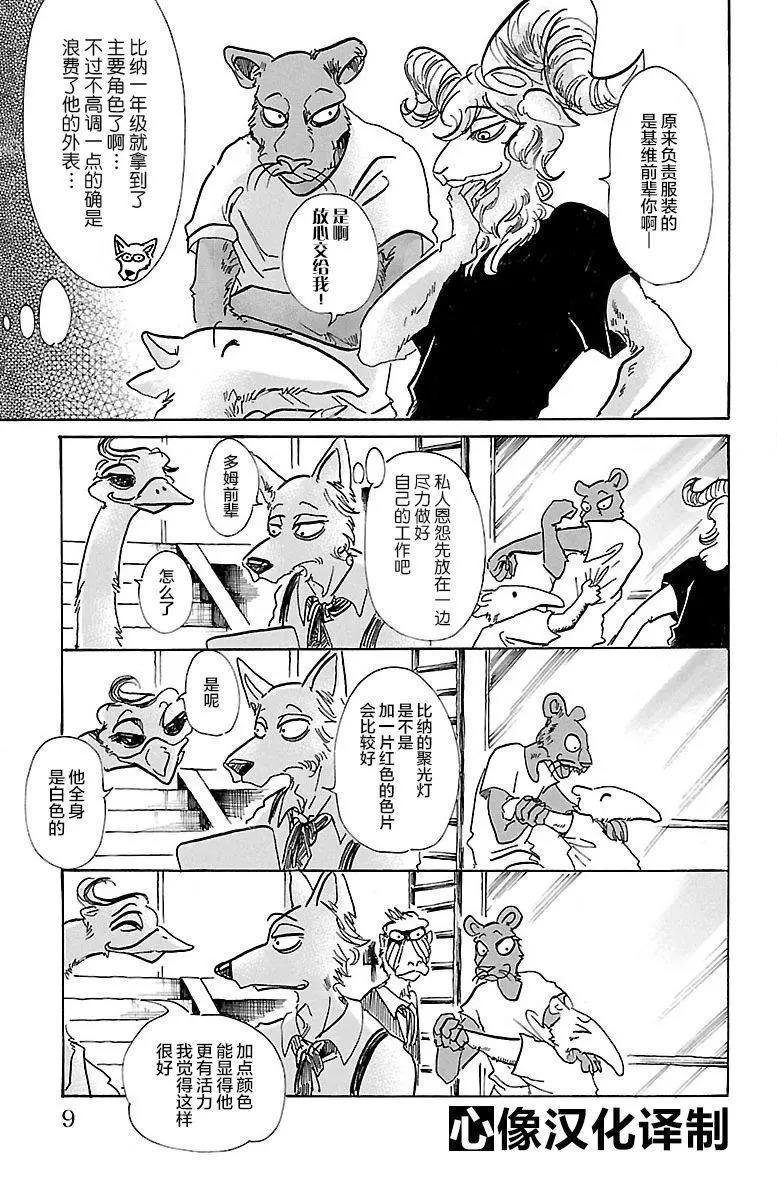 原来负责服装的
是基维前辈你啊—
是啊
放心交给我！
比纳一年级就拿到了
主要角色了啊…
不过不高调一点的确是
浪费了他的外表…
私人恩怨先放在一边
尽力做好
自己的工作吧
多姆前辈
怎么了
比纳的聚光灯
是不是
加一片红色的色片
会比较好
是呢
他全身
是白色的
加点颜色
能显得他
更有活力
我觉得这样
很好
9
心像汉化译制